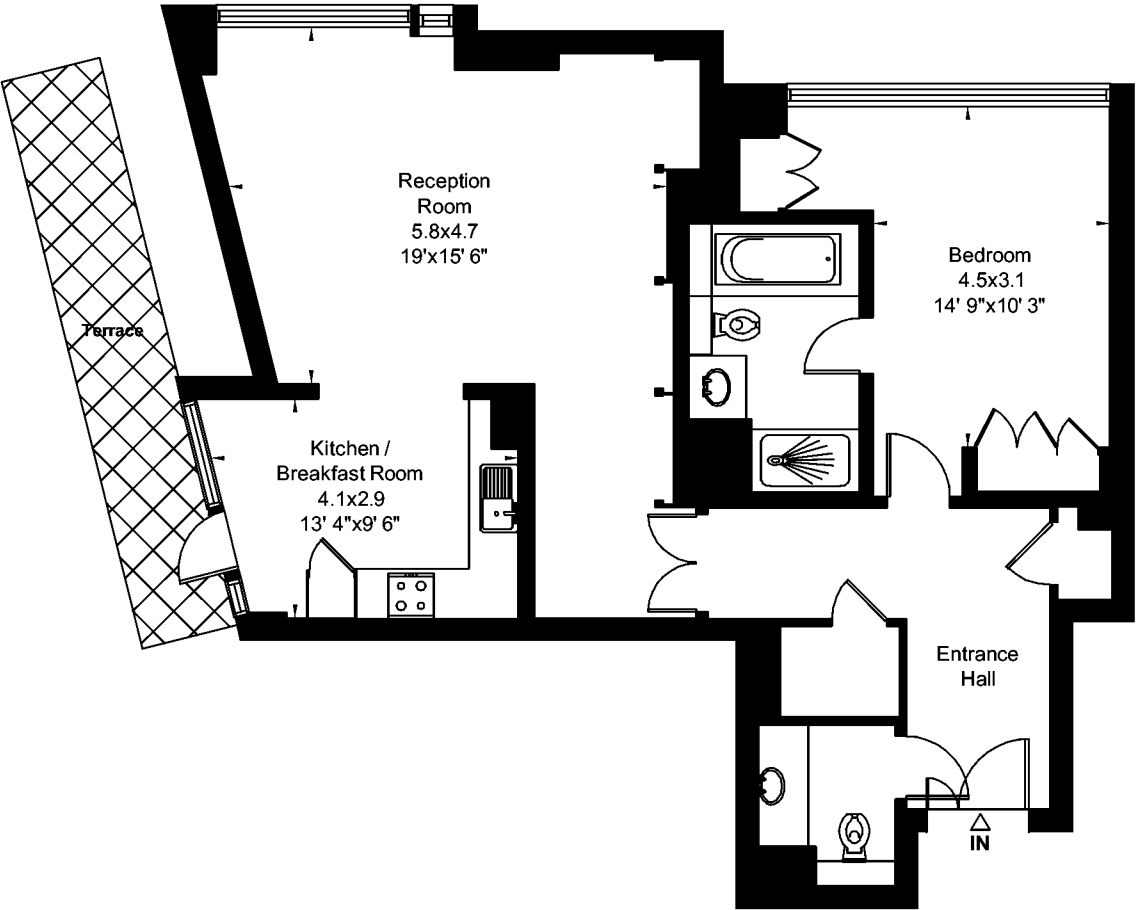 Reception
Room
5.8x4.7
19'x15' 6"
Bedroom
4.5x3.1
14' 9"x10' 3"
Terrace
Kitchen /
Breakfast Room
4.1x2.9
13' 4"x9' 6"
Entrance
Hall
IN